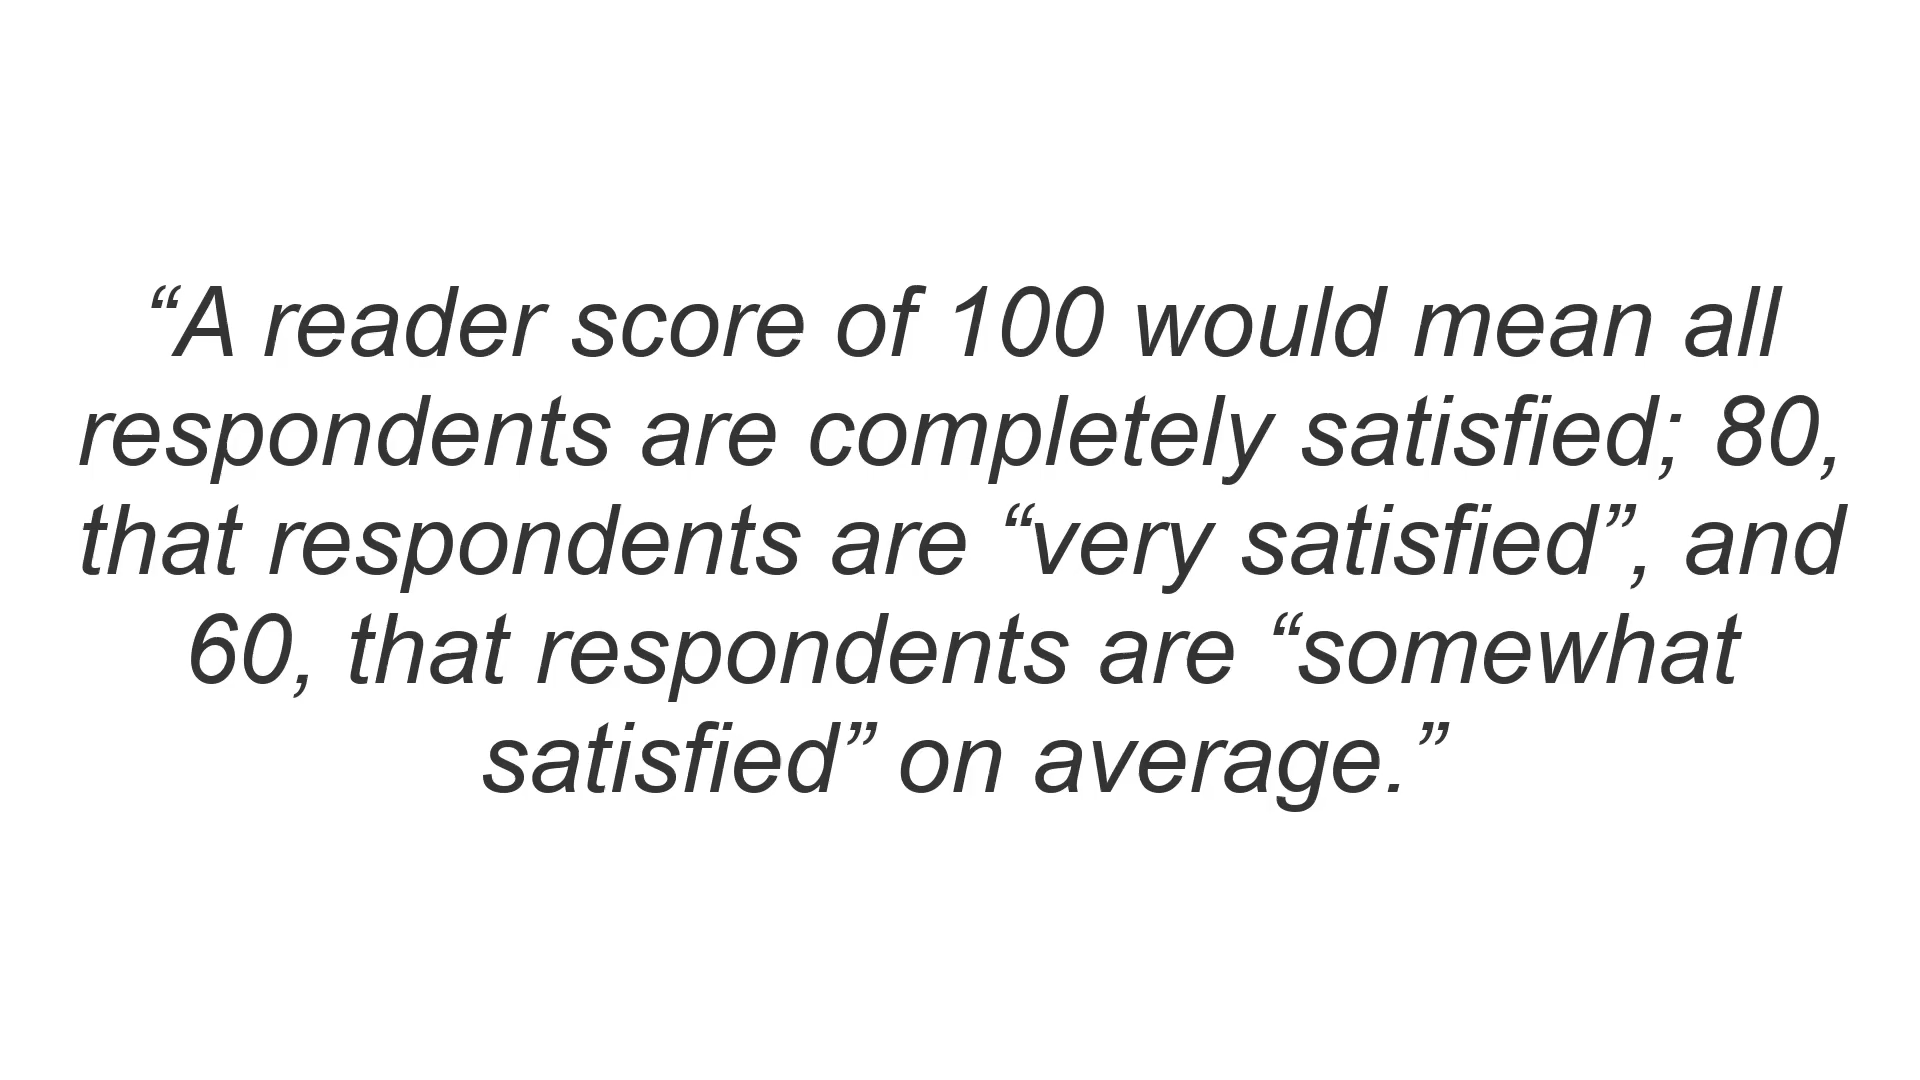 “A reader score of 100 would mean all
respondents are completely satisfied; 80,
that respondents are “very satisfied”, and
60, that respondents are “somewhat
satisfied” on average.”